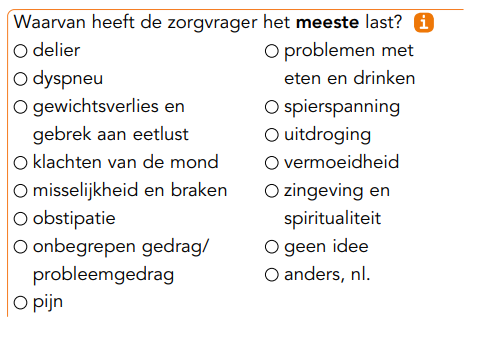 Waarvan heeft de zorgvrager het meeste last? i
delier
dyspneu
gewichtsverlies en
gebrek aan eetlust
klachten van de mond
misselijkheid en braken
obstipatie
onbegrepen gedrag/
probleemgedrag
pijn
problemen met
eten en drinken
spierspanning
uitdroging
vermoeidheid
zingeving en
spiritualiteit
geen idee
anders, nl.